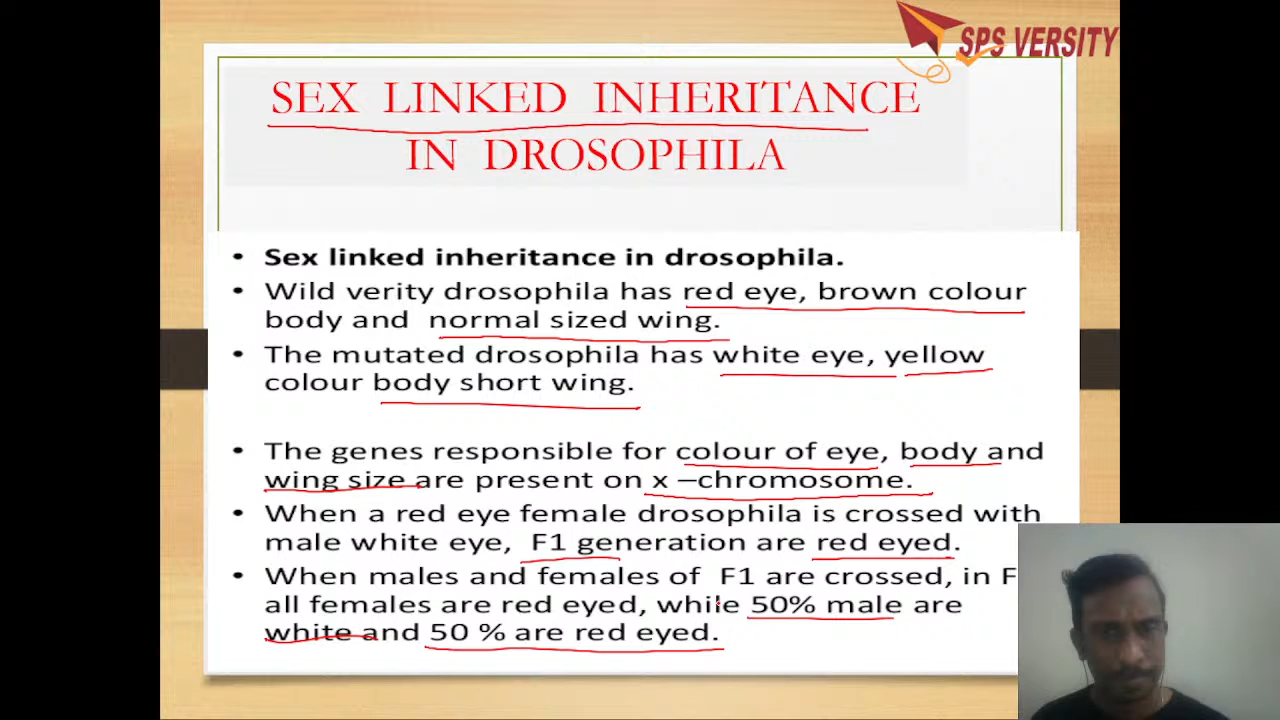 SPS VERSITY
SEX LINKED INHERITANCE
IN DROSOPHILA
• Sex linked inheritance in drosophila.
• Wild verity drosophila has red eye, brown colour
body and normal sized wing.
• The mutated drosophila has white eye, yellow
colour body short wing.
• The genes responsible for colour of eye, body and
wing size are present on x –chromosome.
• When a red eye female drosophila is crossed with
male white eye, F1 generation are red eyed.
• When males and females of F1 are crossed, in F
all females are red eyed, while 50% male are
white and 50 % are red eyed.